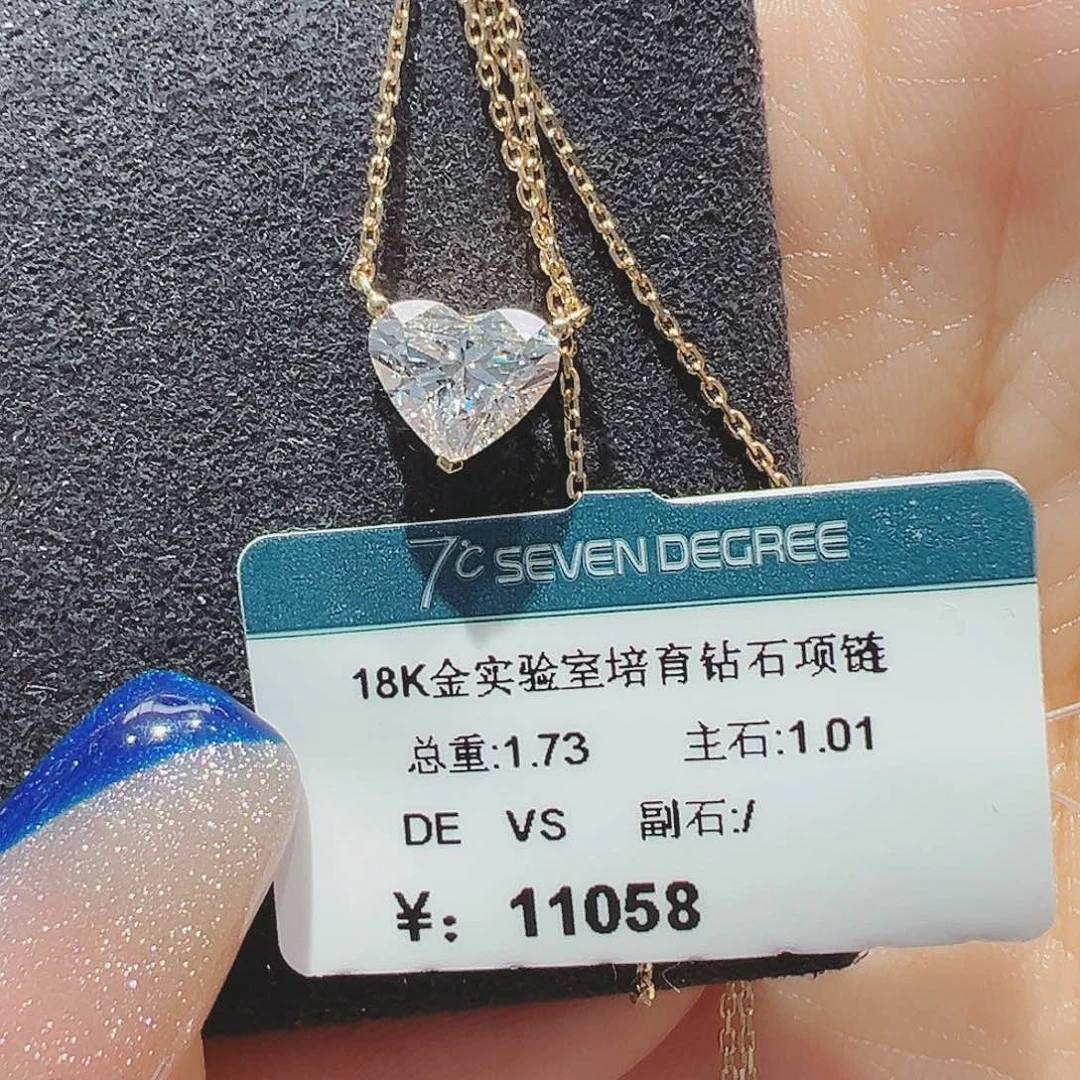 7℃ SEVEN DEGREE
18K金实验室培育钻石项链
总重:1.73 主石:1.01
DE VS 副石:/
¥: 11058